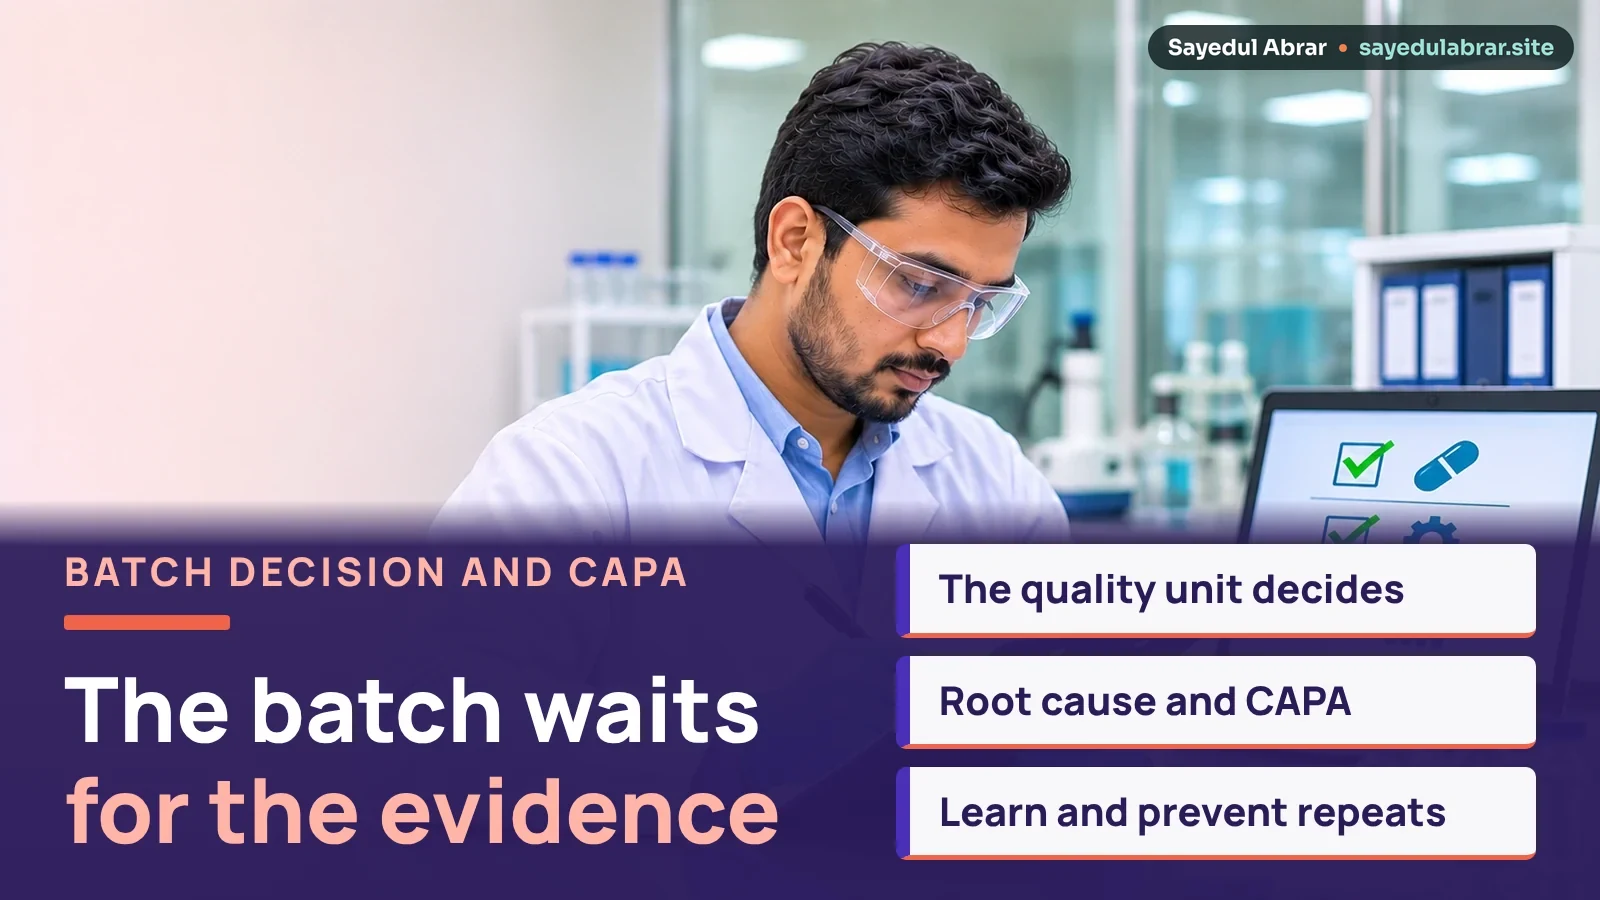 Sayedul Abrar • sayedulabrar.site
BATCH DECISION AND CAPA
The batch waits
for the evidence
The quality unit decides
Root cause and CAPA
Learn and prevent repeats